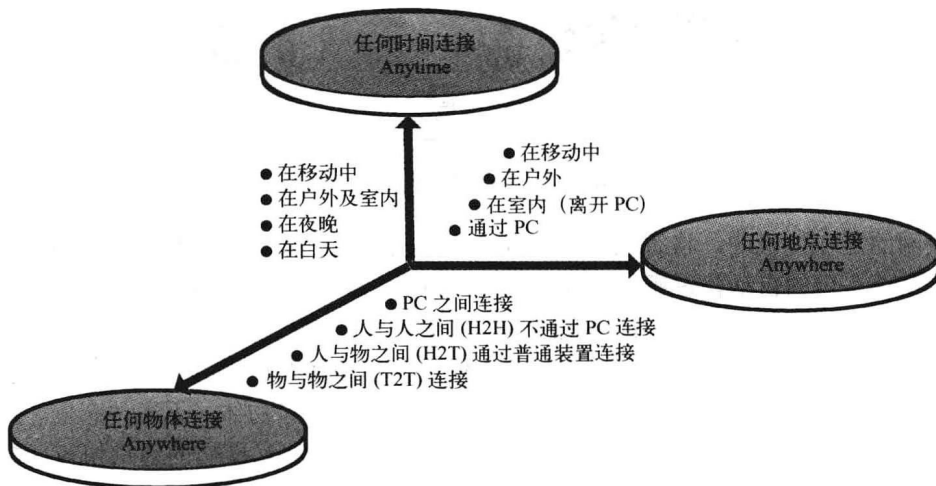 任何时间连接
Anytime
● 在移动中
● 在户外及室内
● 在夜晚
● 在白天
● 在移动中
● 在户外
● 在室内（离开 PC）
● 通过 PC
任何地点连接
Anywhere
● PC 之间连接
● 人与人之间 (H2H) 不通过 PC 连接
● 人与物之间 (H2T) 通过普通装置连接
● 物与物之间 (T2T) 连接
任何物体连接
Anywhere